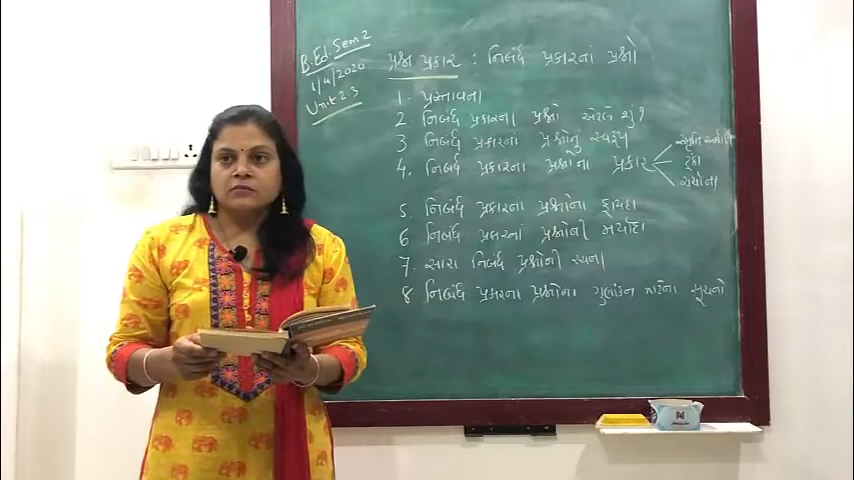 B.Ed. Sem 2
1/4/2020
Unit 2.3
પ્રશ્ન પ્રકાર : નિબંધ પ્રકારનાં પ્રશ્નો
1. પ્રસ્તાવના
2 નિબંધ પ્રકારના પ્રશ્નો એટલે શું?
3 નિબંધ પ્રકારના પ્રશ્નોનું સ્વરૂપ
4. નિબંધ પ્રકારના પ્રશ્નોના પ્રકાર
ટૂંકા
5 નિબંધ પ્રકારના પ્રશ્નોના ફાયદા
6 નિબંધ પ્રકારનાં પ્રશ્નોની મર્યાદા
7. સારા નિબંધ પ્રશ્નોની રચના
8 નિબંધ પ્રકારના પ્રશ્નોના ગુણાંકન માટેના સૂચનો